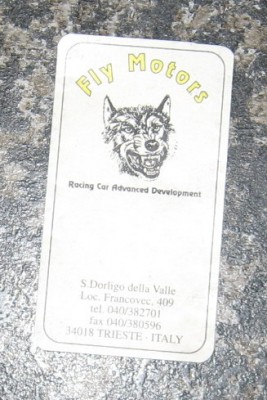 Fly Motors
Racing Car Advanced Development
S.Dorligo della Valle
Loc. Francovec, 409
tel. 040/382701
fax 040/380596
34018 TRIESTE - ITALY